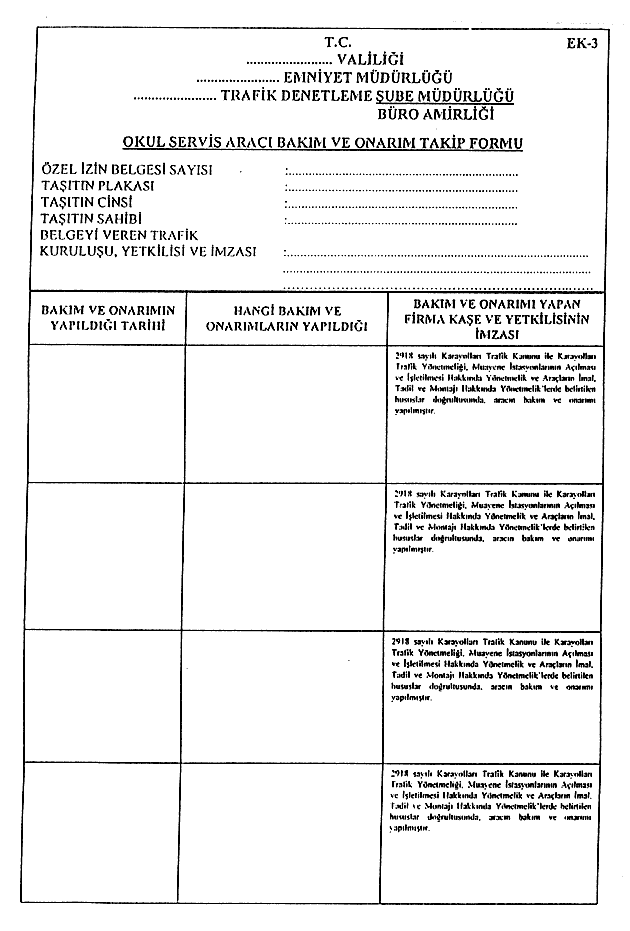 T.C.
EK-3
........................ VALİLİĞİ
........................ EMNİYET MÜDÜRLÜĞÜ
........................ TRAFİK DENETLEME ŞUBE MÜDÜRLÜĞÜ
BÜRO AMİRLİĞİ
OKUL SERVİS ARACI BAKIM VE ONARIM TAKİP FORMU
ÖZEL İZİN BELGESİ SAYISI :..................................................
TAŞITIN PLAKASI :..................................................
TAŞITIN CİNSİ :..................................................
TAŞITIN SAHİBİ :..................................................
BELGEYİ VEREN TRAFİK
KURULUŞU, YETKİLİSİ VE İMZASI :..................................................................
..................................................................
..................................................................
BAKIM VE ONARIMIN
YAPILDIĞI TARİHİ
HANGİ BAKIM VE
ONARIMLARIN YAPILDIĞI
BAKIM VE ONARIMI YAPAN
FİRMA KAŞE VE YETKİLİSİNİN
İMZASI
2918 sayılı Karayolları Trafik Kanunu ile Karayolları
Trafik Yönetmeliği, Muayene İstasyonlarının Açılması
ve İşletilmesi Hakkında Yönetmelik ve Araçların İmal,
Tadil ve Montajı Hakkında Yönetmelik'lerde belirtilen
hususlar doğrultusunda, aracın bakım ve onarımı
yapılmıştır.
2918 sayılı Karayolları Trafik Kanunu ile Karayolları
Trafik Yönetmeliği, Muayene İstasyonlarının Açılması
ve İşletilmesi Hakkında Yönetmelik ve Araçların İmal,
Tadil ve Montajı Hakkında Yönetmelik'lerde belirtilen
hususlar doğrultusunda, aracın bakım ve onarımı
yapılmıştır.
2918 sayılı Karayolları Trafik Kanunu ile Karayolları
Trafik Yönetmeliği, Muayene İstasyonlarının Açılması
ve İşletilmesi Hakkında Yönetmelik ve Araçların İmal,
Tadil ve Montajı Hakkında Yönetmelik'lerde belirtilen
hususlar doğrultusunda, aracın bakım ve onarımı
yapılmıştır.
2918 sayılı Karayolları Trafik Kanunu ile Karayolları
Trafik Yönetmeliği, Muayene İstasyonlarının Açılması
ve İşletilmesi Hakkında Yönetmelik ve Araçların İmal,
Tadil ve Montajı Hakkında Yönetmelik'lerde belirtilen
hususlar doğrultusunda, aracın bakım ve onarımı
yapılmıştır.